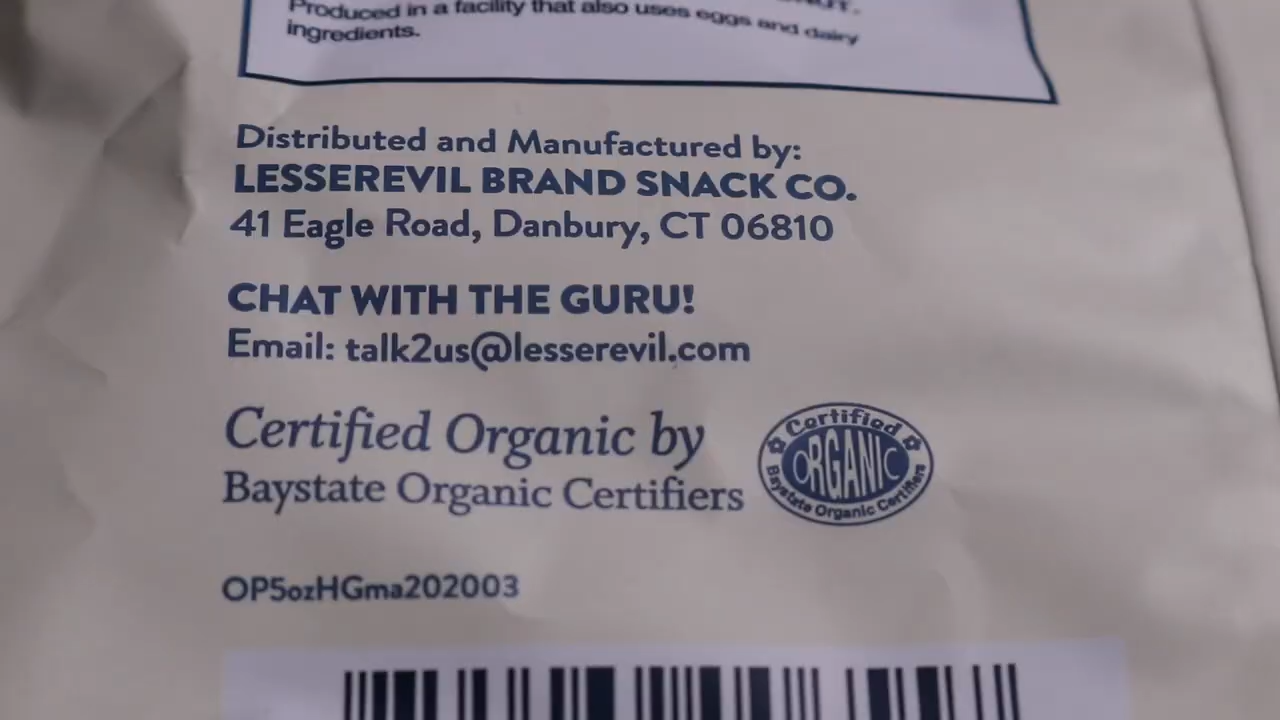 Produced in a facility that also uses eggs and dairy
ingredients.
Distributed and Manufactured by:
LESSEREVIL BRAND SNACK CO.
41 Eagle Road, Danbury, CT 06810
CHAT WITH THE GURU!
Email: talk2us@lesserevil.com
Certified Organic by
Baystate Organic Certifiers
Certified
ORGANIC
Baystate Organic Certifiers
OP5ozHGma202003